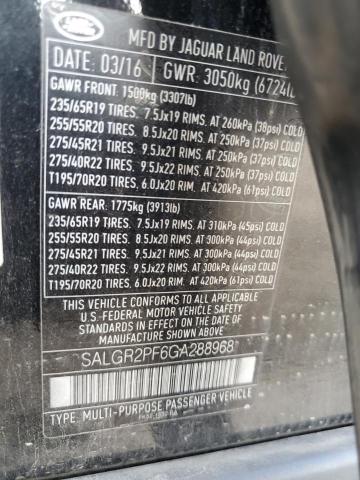 LAND ROVER
MFD BY JAGUAR LAND ROVE
DATE: 03/16 GWR: 3050kg (6724lb
GAWR FRONT: 1500kg (3307lb)
235/65R19 TIRES. 7.5Jx19 RIMS. AT 260kPa (38psi) COLD
255/55R20 TIRES. 8.5Jx20 RIMS. AT 250kPa (37psi) COLD
275/45R21 TIRES. 9.5Jx21 RIMS. AT 250kPa (37psi) COLD
275/40R22 TIRES. 9.5Jx22 RIMS. AT 250kPa (37psi) COLD
T195/70R20 TIRES. 6.0Jx20 RIM. AT 420kPa (61psi) COLD
GAWR REAR: 1775kg (3913lb)
235/65R19 TIRES. 7.5Jx19 RIMS. AT 310kPa (45psi) COLD
255/55R20 TIRES. 8.5Jx20 RIMS. AT 300kPa (44psi) COLD
275/45R21 TIRES. 9.5Jx21 RIMS. AT 300kPa (44psi) COLD
275/40R22 TIRES. 9.5Jx22 RIMS. AT 300kPa (44psi) COLD
T195/70R20 TIRES. 6.0Jx20 RIM. AT 420kPa (61psi) COLD
THIS VEHICLE CONFORMS TO ALL APPLICABLE
U.S. FEDERAL MOTOR VEHICLE SAFETY STANDARDS IN
EFFECT ON THE DATE OF MANUFACTURE SHOWN ABOVE
SALGR2PF6GA288968
TYPE: MULTI-PURPOSE PASSENGER VEHICLE